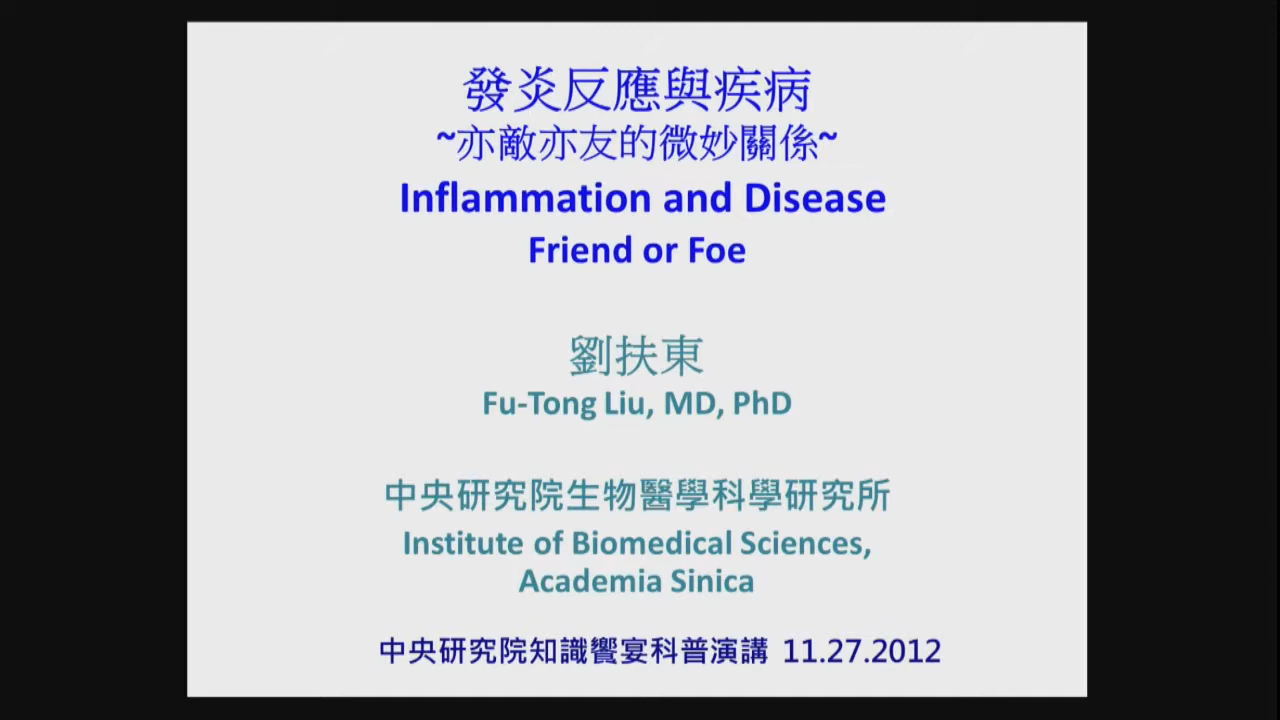 發炎反應與疾病
~亦敵亦友的微妙關係~
Inflammation and Disease
Friend or Foe
劉扶東
Fu-Tong Liu, MD, PhD
中央研究院生物醫學科學研究所
Institute of Biomedical Sciences,
Academia Sinica
中央研究院知識饗宴科普演講 11.27.2012